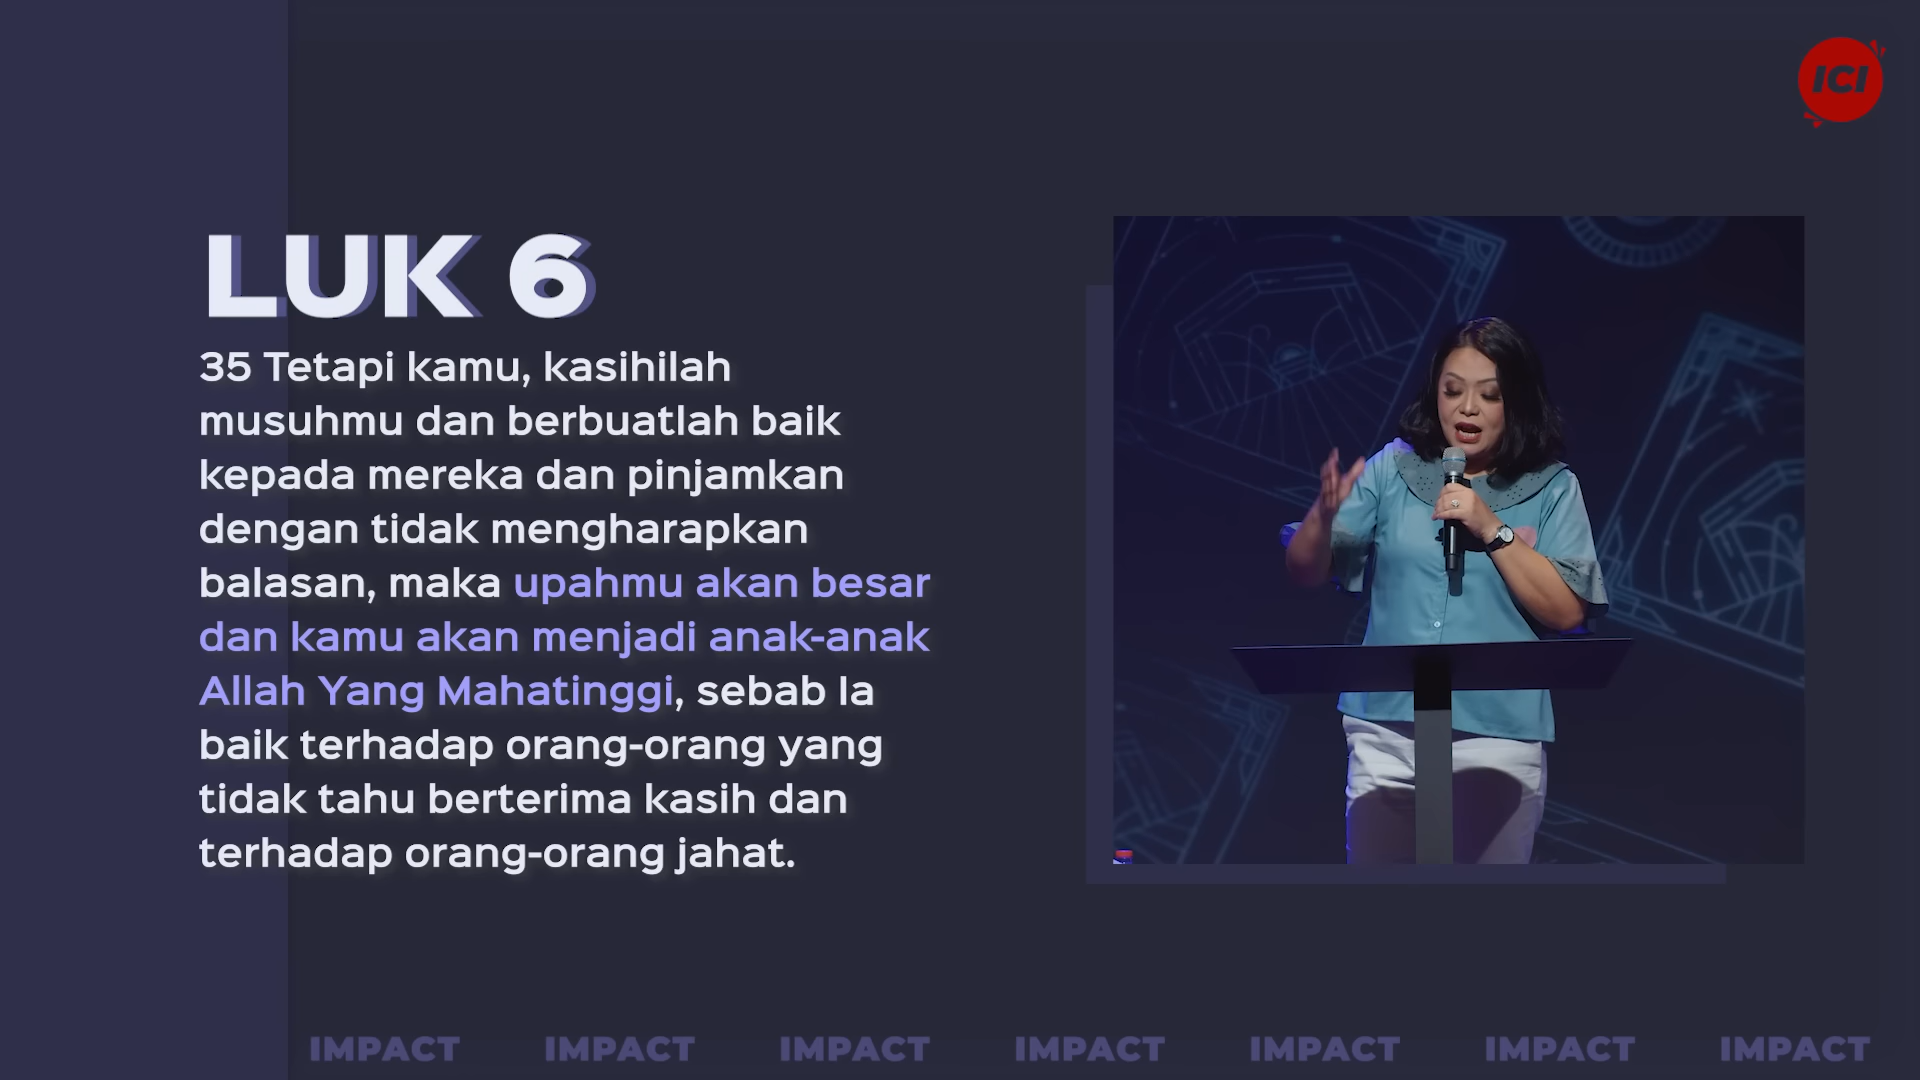 ICI
LUK 6
35 Tetapi kamu, kasihilah
musuhmu dan berbuatlah baik
kepada mereka dan pinjamkan
dengan tidak mengharapkan
balasan, maka upahmu akan besar
dan kamu akan menjadi anak-anak
Allah Yang Mahatinggi, sebab Ia
baik terhadap orang-orang yang
tidak tahu berterima kasih dan
terhadap orang-orang jahat.
IMPACT IMPACT IMPACT IMPACT IMPACT IMPACT IMPACT